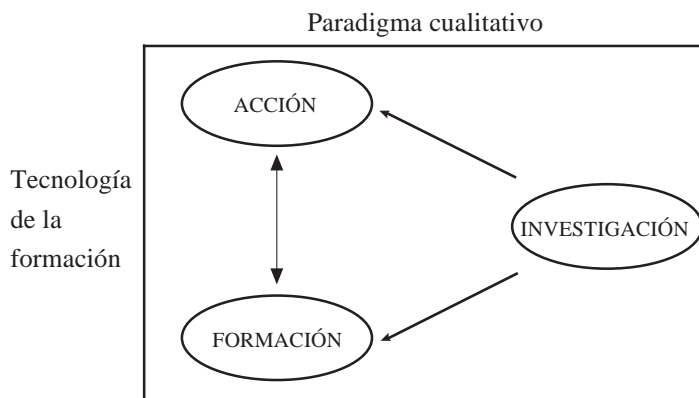 Paradigma cualitativo
ACCIÓN
Tecnología
de la
formación
INVESTIGACIÓN
FORMACIÓN